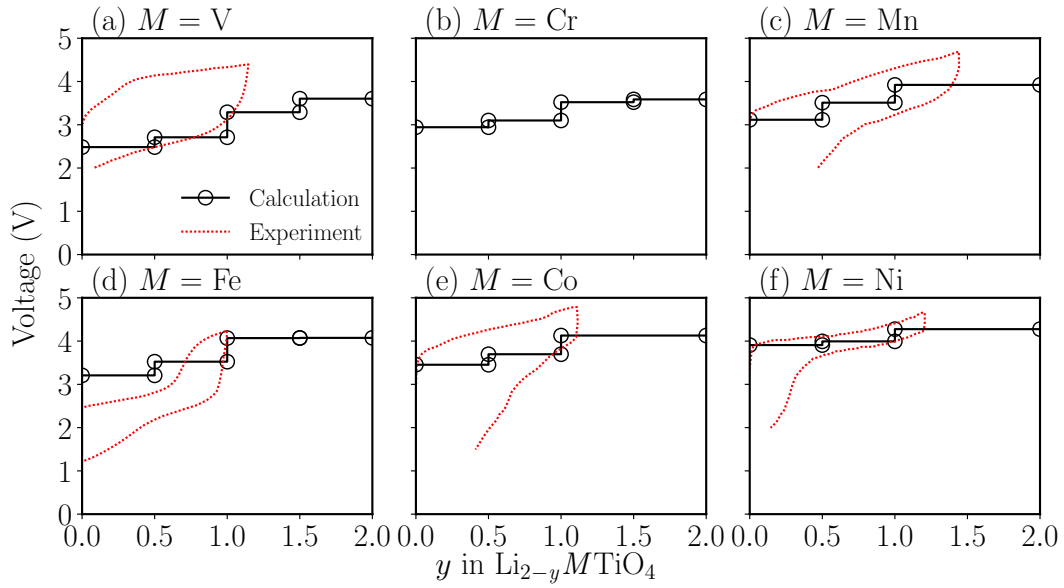 (a) M = V (b) M = Cr (c) M = Mn
5
4
3
2
1
0
Calculation
Experiment
Voltage (V)
(d) M = Fe (e) M = Co (f) M = Ni
5
4
3
2
1
0
0.0 0.5 1.0 1.5 2.0 0.0 0.5 1.0 1.5 2.0 0.0 0.5 1.0 1.5 2.0
y in Li₂₋yMTiO₄